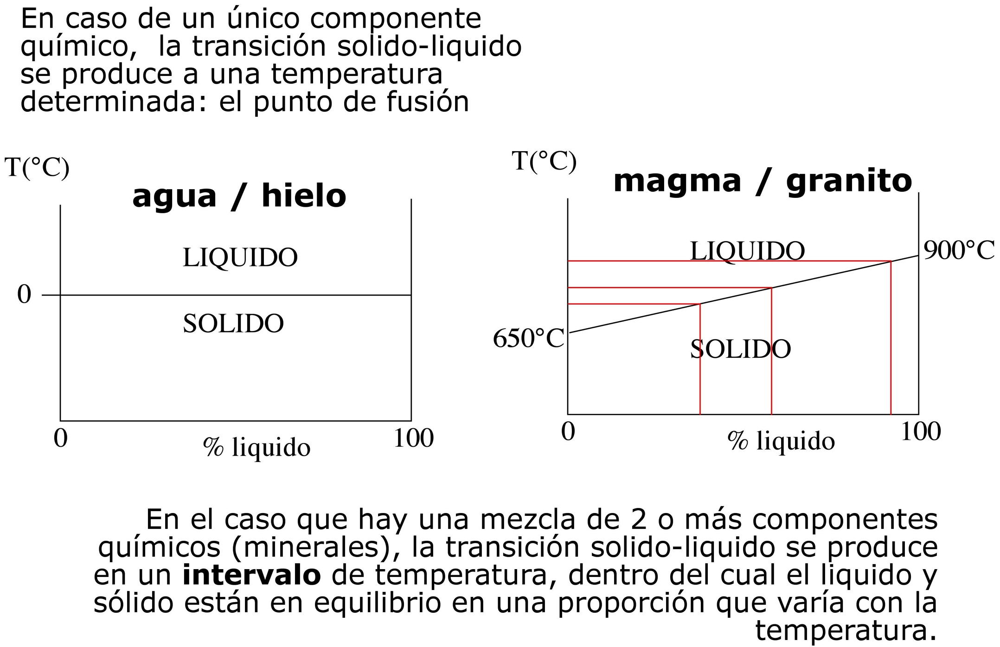 En caso de un único componente
químico,  la transición solido-liquido
se produce a una temperatura
determinada: el punto de fusión
T(°C)
agua / hielo
LIQUIDO
0
SOLIDO
0
% liquido
100
T(°C)
magma / granito
LIQUIDO
900°C
650°C
SOLIDO
0
% liquido
100
En el caso que hay una mezcla de 2 o más componentes
químicos (minerales), la transición solido-liquido se produce
en un intervalo de temperatura, dentro del cual el liquido y
sólido están en equilibrio en una proporción que varía con la
temperatura.